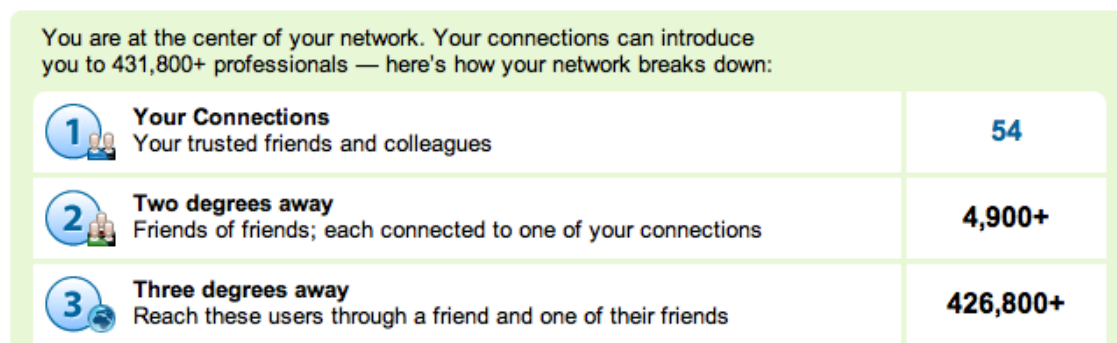 You are at the center of your network. Your connections can introduce
you to 431,800+ professionals — here's how your network breaks down:
1
Your Connections
Your trusted friends and colleagues
54
2
Two degrees away
Friends of friends; each connected to one of your connections
4,900+
3
Three degrees away
Reach these users through a friend and one of their friends
426,800+